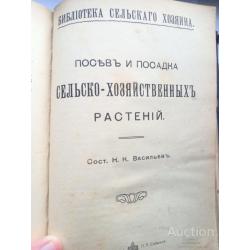 БИБЛІОТЕКА СЕЛЬСКАГО ХОЗЯИНА.
ПОСѢВЪ И ПОСАДКА
СЕЛЬСКО-ХОЗЯЙСТВЕННЫХЪ
РАСТЕНІЙ.
Сост. Н. К. Васильевъ.